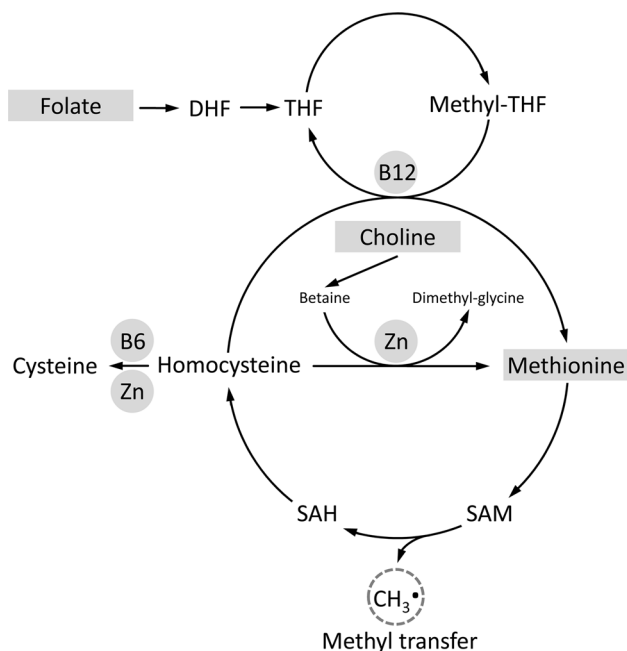 Folate
DHF
THF
Methyl-THF
B12
Choline
Betaine
Dimethyl-glycine
B6
Zn
Cysteine
Homocysteine
Methionine
Zn
SAH
SAM
CH3•
Methyl transfer